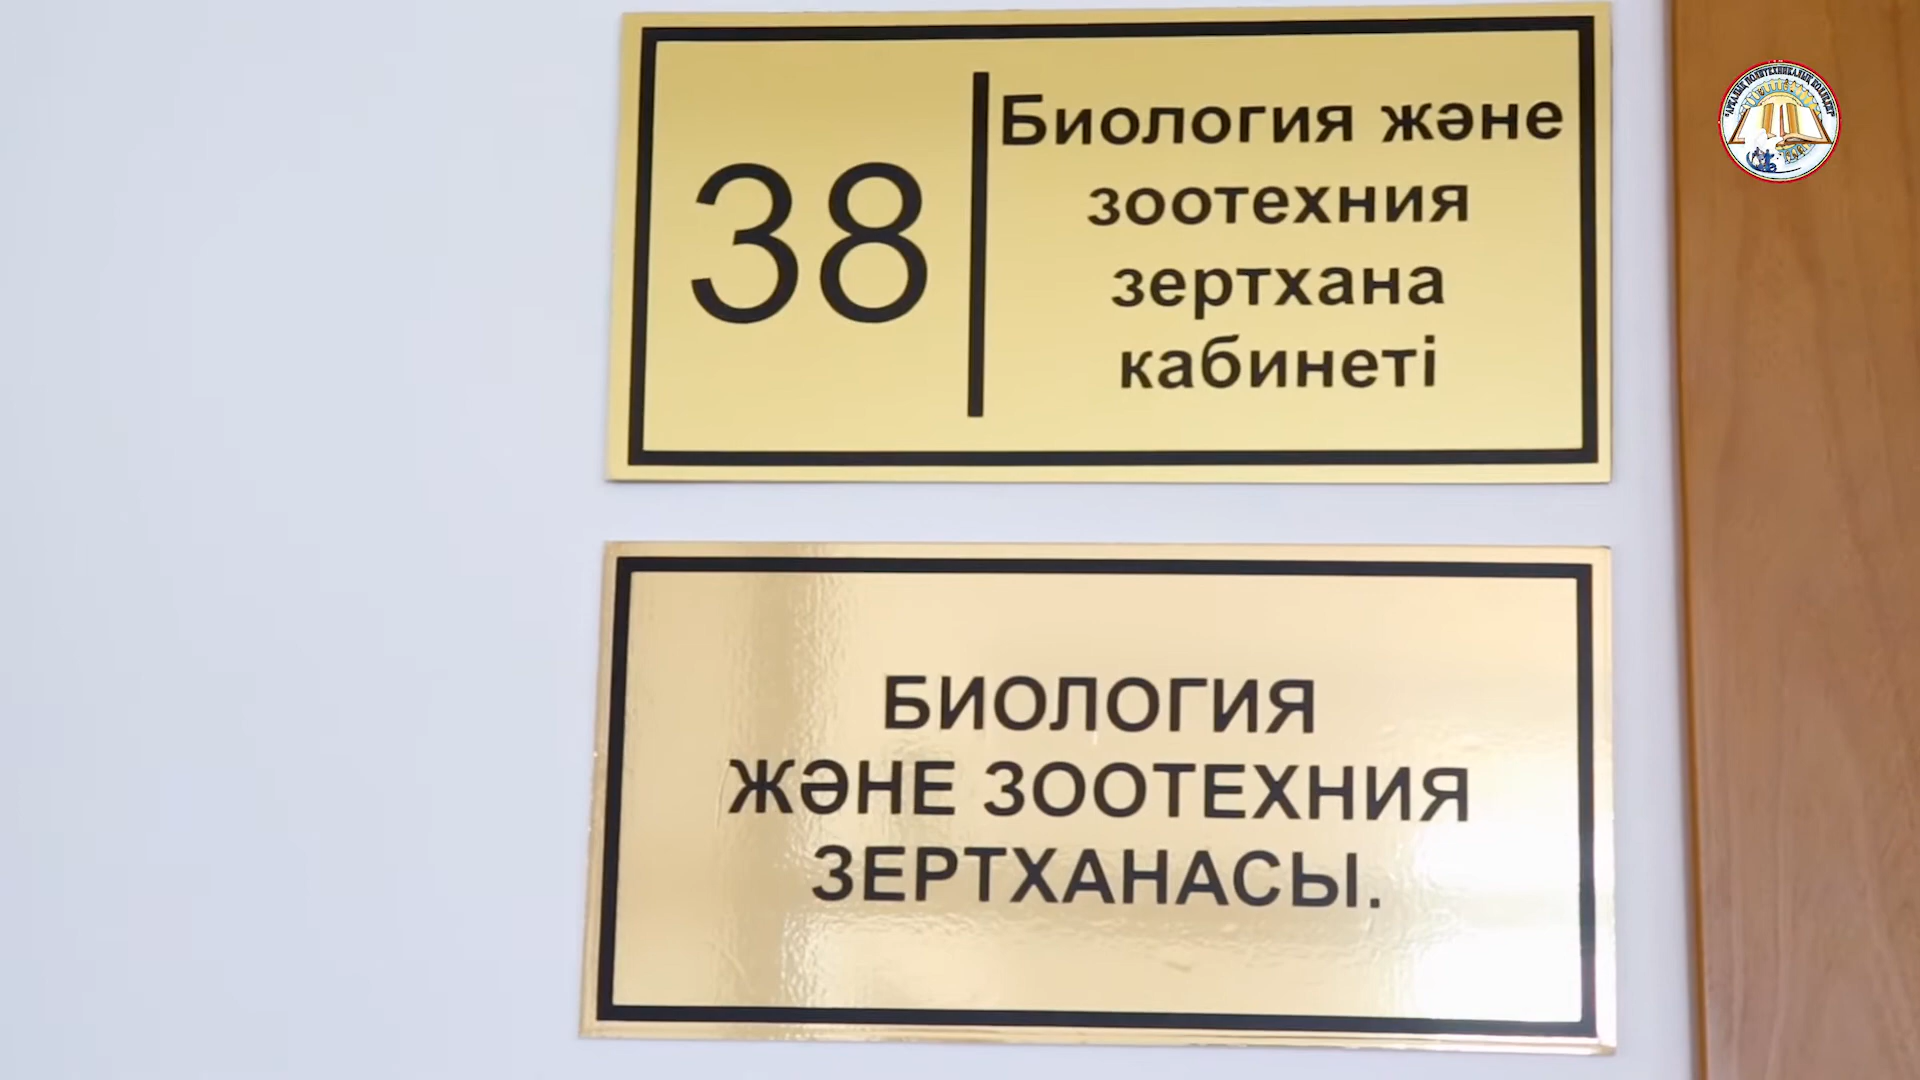 38
Биология және
зоотехния
зертхана
кабинеті
БИОЛОГИЯ
ЖӘНЕ ЗООТЕХНИЯ
ЗЕРТХАНАСЫ.